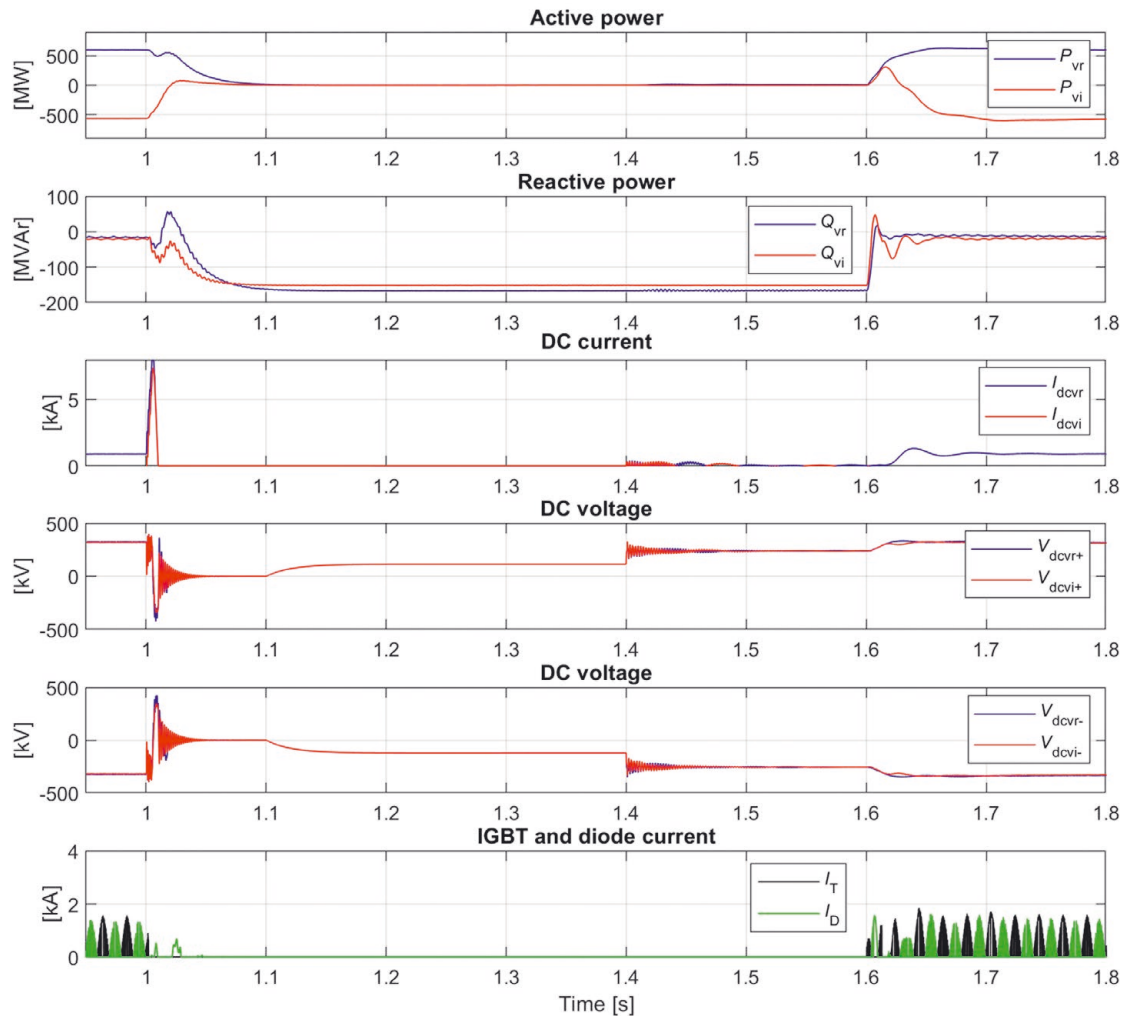 Active power
[MW]
500
0
-500
P_vr
P_vi
1 1.1 1.2 1.3 1.4 1.5 1.6 1.7 1.8
Reactive power
[MVAr]
100
0
-100
-200
Q_vr
Q_vi
1 1.1 1.2 1.3 1.4 1.5 1.6 1.7 1.8
DC current
[kA]
5
0
I_dcvr
I_dcvi
1 1.1 1.2 1.3 1.4 1.5 1.6 1.7 1.8
DC voltage
[kV]
500
0
-500
V_dcvr+
V_dcvi+
1 1.1 1.2 1.3 1.4 1.5 1.6 1.7 1.8
DC voltage
[kV]
500
0
-500
V_dcvr-
V_dcvi-
1 1.1 1.2 1.3 1.4 1.5 1.6 1.7 1.8
IGBT and diode current
[kA]
4
2
0
I_T
I_D
1 1.1 1.2 1.3 1.4 1.5 1.6 1.7 1.8
Time [s]